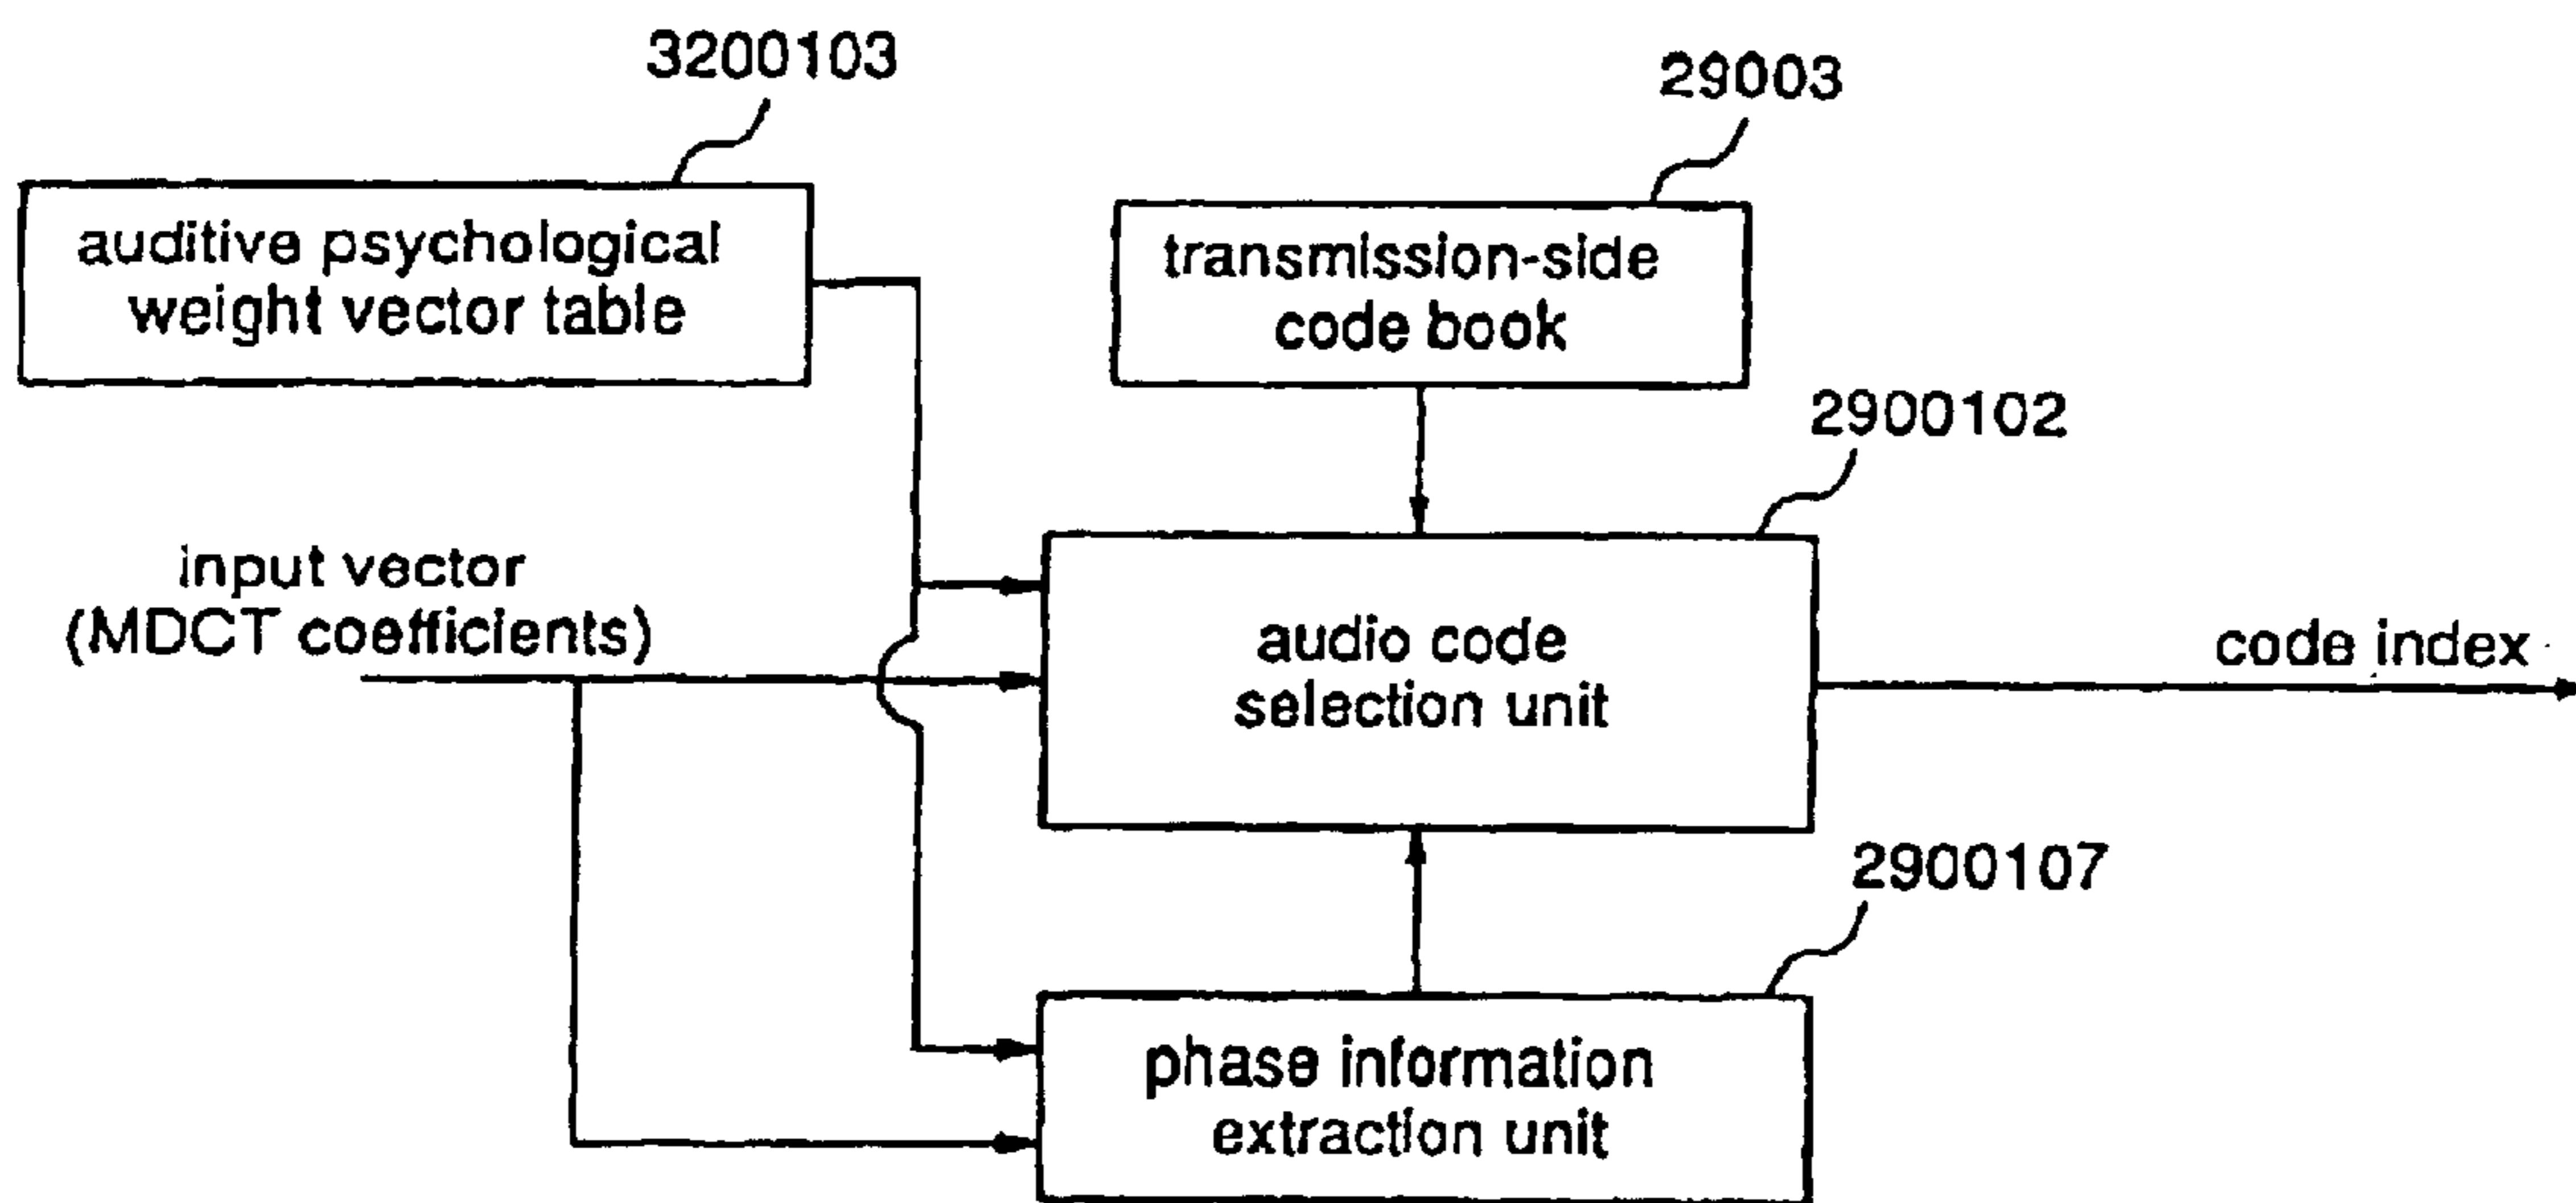 3200103
29003
auditive psychological
weight vector table
transmission-side
code book
2900102
input vector
(MDCT coefficients)
audio code
selection unit
code index
2900107
phase information
extraction unit